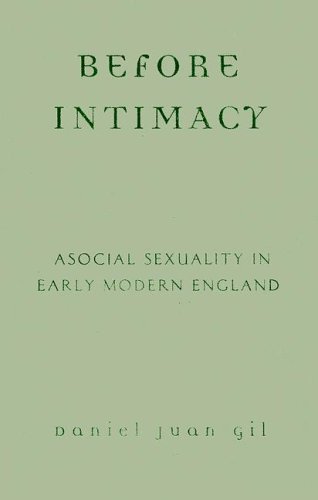 BEFORE
INTIMACY
ASOCIAL SEXUALITY IN
EARLY MODERN ENGLAND
Daniel Juan Gil